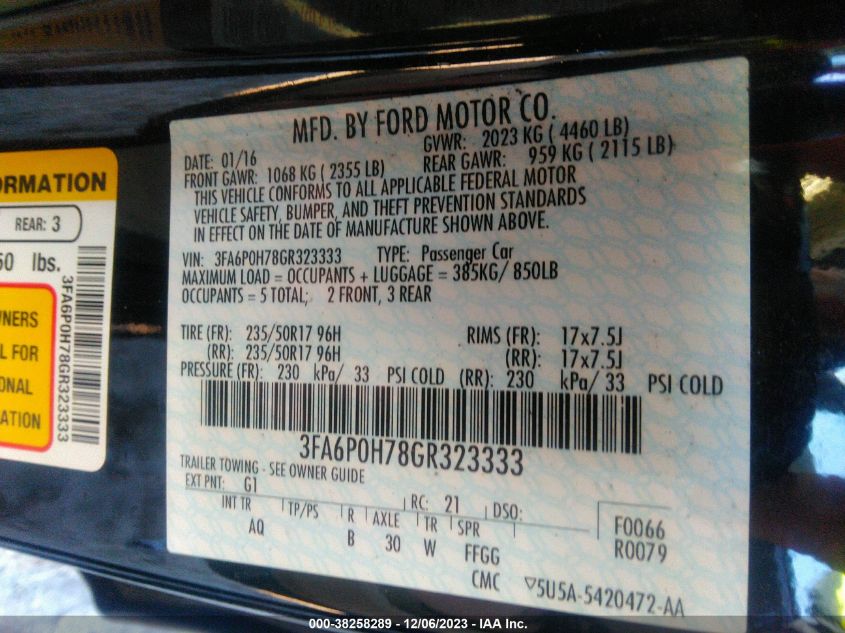 MFD. BY FORD MOTOR CO.
DATE: 01/16 GVWR: 2023 KG ( 4460 LB)
FRONT GAWR: 1068 KG ( 2355 LB) REAR GAWR: 959 KG ( 2115 LB)
THIS VEHICLE CONFORMS TO ALL APPLICABLE FEDERAL MOTOR
VEHICLE SAFETY, BUMPER, AND THEFT PREVENTION STANDARDS
IN EFFECT ON THE DATE OF MANUFACTURE SHOWN ABOVE.
VIN: 3FA6P0H78GR323333 TYPE: Passenger Car
MAXIMUM LOAD = OCCUPANTS + LUGGAGE = 385KG/ 850LB
OCCUPANTS = 5 TOTAL; 2 FRONT, 3 REAR
TIRE (FR): 235/50R17 96H RIMS (FR): 17x7.5J
(RR): 235/50R17 96H (RR): 17x7.5J
PRESSURE (FR): 230 kPa/ 33 PSI COLD (RR): 230 kPa/ 33 PSI COLD
3FA6P0H78GR323333
TRAILER TOWING - SEE OWNER GUIDE
EXT PNT: G1 RC: 21 DSO:
INT TR TP/PS R AXLE TR SPR F0066
AQ B 30 W FFGG R0079
CMC ▽5U5A-5420472-AA
ORMATION
REAR: 3
50 lbs.
WNERS
L FOR
ONAL
ATION
3FA6P0H78GR323333
000-38258289 - 12/06/2023 - IAA Inc.